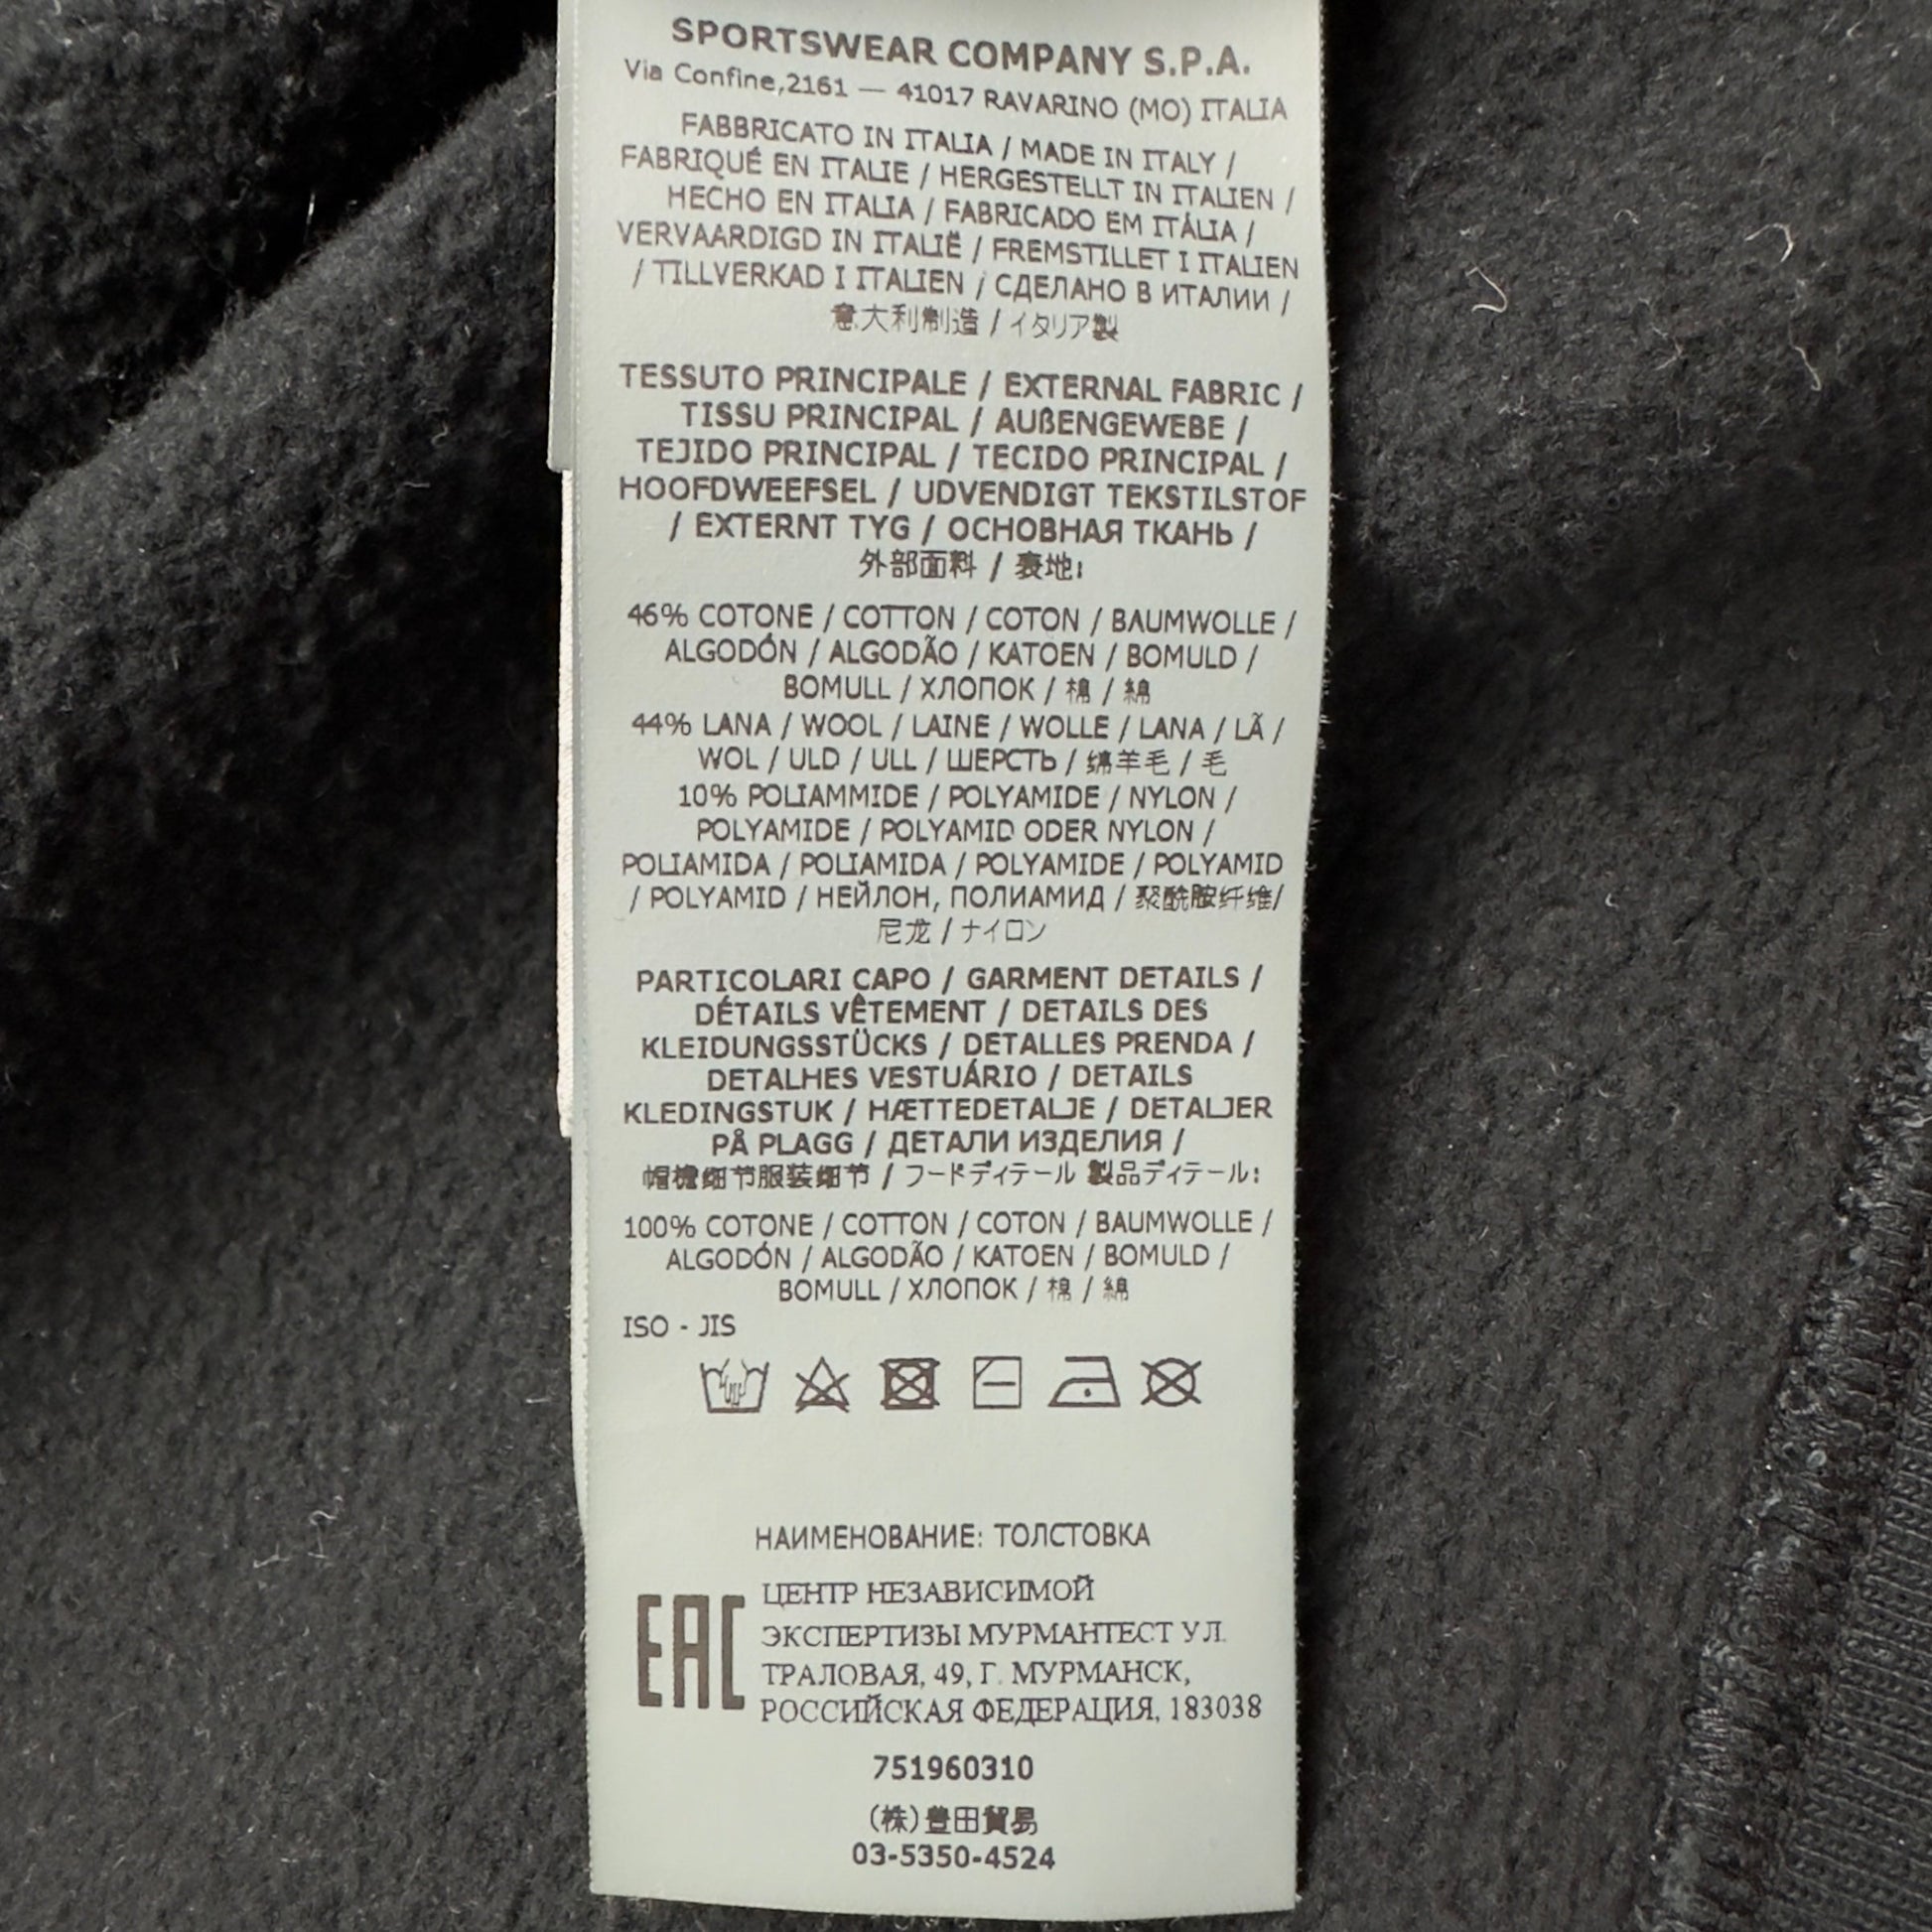 SPORTSWEAR COMPANY S.P.A.
Via Confine,2161 — 41017 RAVARINO (MO) ITALIA
FABBRICATO IN ITALIA / MADE IN ITALY /
FABRIQUÉ EN ITALIE / HERGESTELLT IN ITALIEN /
HECHO EN ITALIA / FABRICADO EM ITÁLIA /
VERVAARDIGD IN ITALIË / FREMSTILLET I ITALIEN
/ TILLVERKAD I ITALIEN / СДЕЛАНО В ИТАЛИИ /
意大利制造 / イタリア製
TESSUTO PRINCIPALE / EXTERNAL FABRIC /
TISSU PRINCIPAL / AUßENGEWEBE /
TEJIDO PRINCIPAL / TECIDO PRINCIPAL /
HOOFDWEEFSEL / UDVENDIGT TEKSTILSTOF
/ EXTERNT TYG / ОСНОВНАЯ ТКАНЬ /
外部面料 / 表地:
46% COTONE / COTTON / COTON / BAUMWOLLE /
ALGODÓN / ALGODÃO / KATOEN / BOMULD /
BOMULL / ХЛОПОК / 棉 / 綿
44% LANA / WOOL / LAINE / WOLLE / LANA / LÃ /
WOL / ULD / ULL / ШЕРСТЬ / 绵羊毛 / 毛
10% POLIAMMIDE / POLYAMIDE / NYLON /
POLYAMIDE / POLYAMID ODER NYLON /
POLIAMIDA / POLIAMIDA / POLYAMIDE / POLYAMID
/ POLYAMID / НЕЙЛОН, ПОЛИАМИД / 聚酰胺纤维/
尼龙 / ナイロン
PARTICOLARI CAPO / GARMENT DETAILS /
DÉTAILS VÊTEMENT / DETAILS DES
KLEIDUNGSSTÜCKS / DETALLES PRENDA /
DETALHES VESTUÁRIO / DETAILS
KLEDINGSTUK / HÆTTEDETALJE / DETALJER
PÅ PLAGG / ДЕТАЛИ ИЗДЕЛИЯ /
帽檐细节服装细节 / フードディテール 製品ディテール:
100% COTONE / COTTON / COTON / BAUMWOLLE /
ALGODÓN / ALGODÃO / KATOEN / BOMULD /
BOMULL / ХЛОПОК / 棉 / 綿
ISO - JIS
НАИМЕНОВАНИЕ: ТОЛСТОВКА
EAC
ЦЕНТР НЕЗАВИСИМОЙ
ЭКСПЕРТИЗЫ МУРМАНТЕСТ УЛ.
ТРАЛОВАЯ, 49, Г. МУРМАНСК,
РОССИЙСКАЯ ФЕДЕРАЦИЯ, 183038
751960310
(株)豊田貿易
03-5350-4524